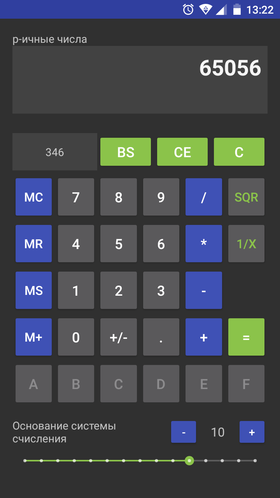 13:22
p-ичные числа
65056
346 BS CE C
MC 7 8 9 / SQR
MR 4 5 6 * 1/X
MS 1 2 3 -
M+ 0 +/- . + =
A B C D E F
Основание системы
счисления
- 10 +